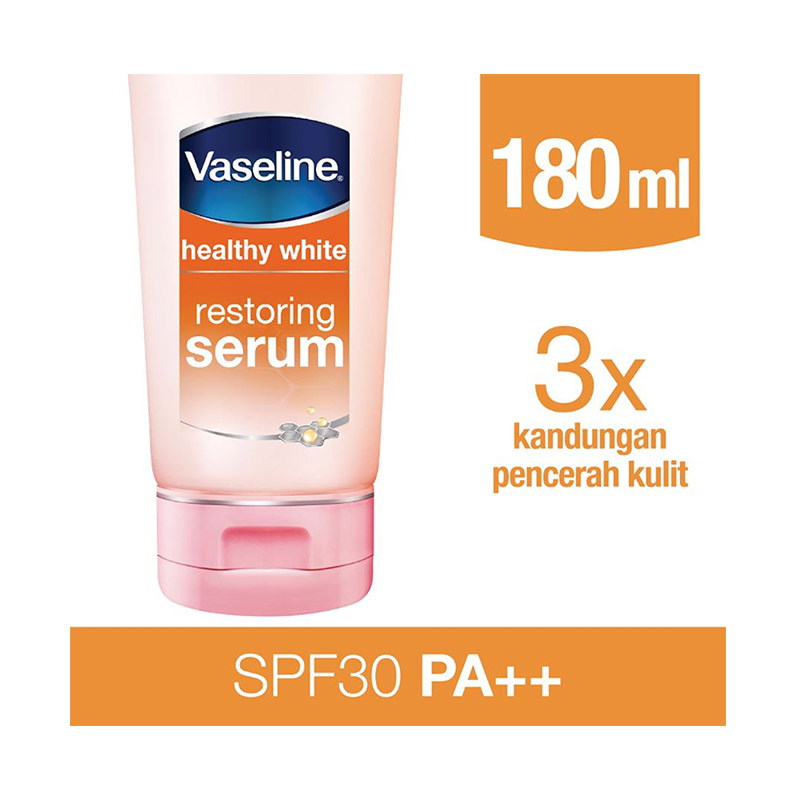 Vaseline®
healthy white
restoring
serum
180 ml
3x
kandungan
pencerah kulit
SPF30 PA++